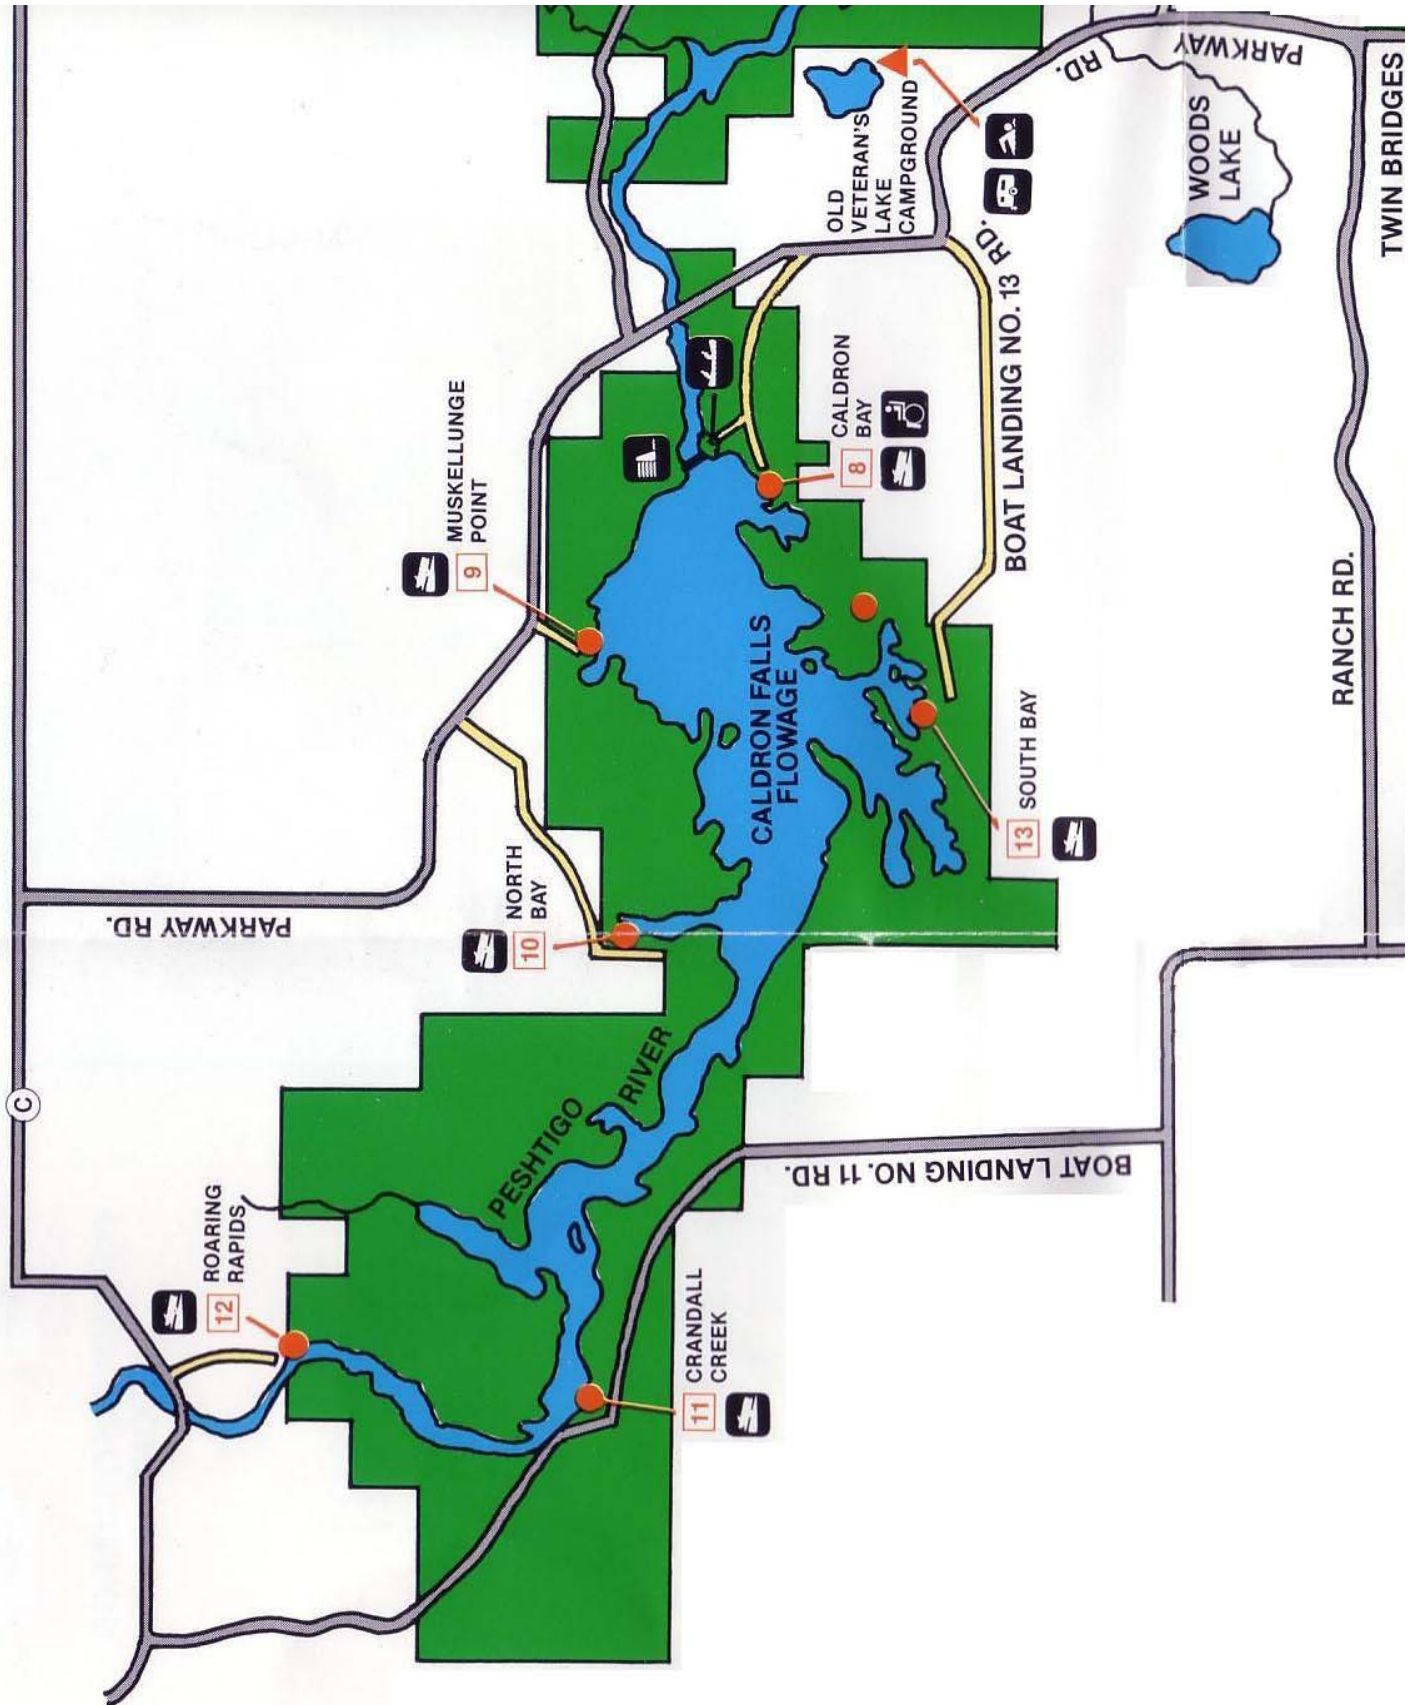 C
PARKWAY RD.
ROARING
RAPIDS
12
PESHTIGO
RIVER
CRANDALL
CREEK
11
BOAT LANDING NO. 11 RD.
NORTH
BAY
10
MUSKELLUNGE
POINT
9
CALDRON FALLS
FLOWAGE
CALDRON
BAY
8
SOUTH BAY
13
BOAT LANDING NO. 13 RD.
OLD
VETERAN'S
LAKE
CAMPGROUND
PARKWAY
RD.
WOODS
LAKE
TWIN BRIDGES
RANCH RD.